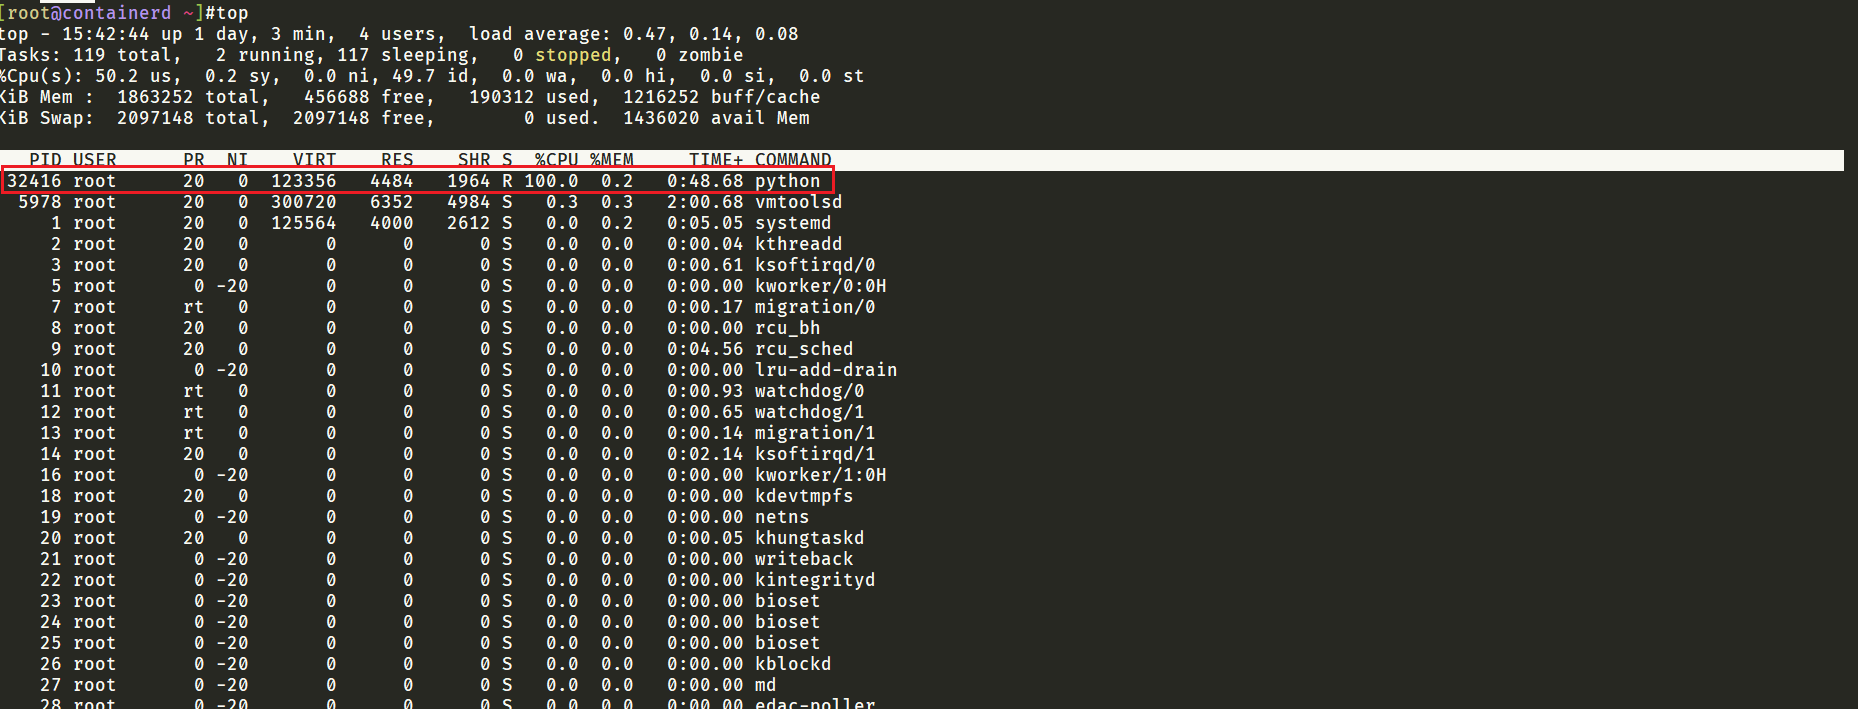 [root@containerd ~]#top
top - 15:42:44 up 1 day, 3 min,  4 users,  load average: 0.47, 0.14, 0.08
Tasks: 119 total,   2 running, 117 sleeping,   0 stopped,   0 zombie
%Cpu(s): 50.2 us,  0.2 sy,  0.0 ni, 49.7 id,  0.0 wa,  0.0 hi,  0.0 si,  0.0 st
KiB Mem :  1863252 total,   456688 free,   190312 used,  1216252 buff/cache
KiB Swap:  2097148 total,  2097148 free,        0 used.  1436020 avail Mem
PID USER      PR  NI    VIRT    RES    SHR S  %CPU %MEM     TIME+ COMMAND
32416 root      20   0  123356   4484   1964 R 100.0  0.2   0:48.68 python
5978 root      20   0  300720   6352   4984 S   0.3  0.3   2:00.68 vmtoolsd
1 root      20   0  125564   4000   2612 S   0.0  0.2   0:05.05 systemd
2 root      20   0       0      0      0 S   0.0  0.0   0:00.04 kthreadd
3 root      20   0       0      0      0 S   0.0  0.0   0:00.61 ksoftirqd/0
5 root       0 -20       0      0      0 S   0.0  0.0   0:00.00 kworker/0:0H
7 root      rt   0       0      0      0 S   0.0  0.0   0:00.17 migration/0
8 root      20   0       0      0      0 S   0.0  0.0   0:00.00 rcu_bh
9 root      20   0       0      0      0 S   0.0  0.0   0:04.56 rcu_sched
10 root       0 -20       0      0      0 S   0.0  0.0   0:00.00 lru-add-drain
11 root      rt   0       0      0      0 S   0.0  0.0   0:00.93 watchdog/0
12 root      rt   0       0      0      0 S   0.0  0.0   0:00.65 watchdog/1
13 root      rt   0       0      0      0 S   0.0  0.0   0:00.14 migration/1
14 root      20   0       0      0      0 S   0.0  0.0   0:02.14 ksoftirqd/1
16 root       0 -20       0      0      0 S   0.0  0.0   0:00.00 kworker/1:0H
18 root      20   0       0      0      0 S   0.0  0.0   0:00.00 kdevtmpfs
19 root       0 -20       0      0      0 S   0.0  0.0   0:00.00 netns
20 root      20   0       0      0      0 S   0.0  0.0   0:00.05 khungtaskd
21 root       0 -20       0      0      0 S   0.0  0.0   0:00.00 writeback
22 root       0 -20       0      0      0 S   0.0  0.0   0:00.00 kintegrityd
23 root       0 -20       0      0      0 S   0.0  0.0   0:00.00 bioset
24 root       0 -20       0      0      0 S   0.0  0.0   0:00.00 bioset
25 root       0 -20       0      0      0 S   0.0  0.0   0:00.00 bioset
26 root       0 -20       0      0      0 S   0.0  0.0   0:00.00 kblockd
27 root       0 -20       0      0      0 S   0.0  0.0   0:00.00 md
28 root       0 -20       0      0      0 S   0.0  0.0   0:00.00 edac-poller